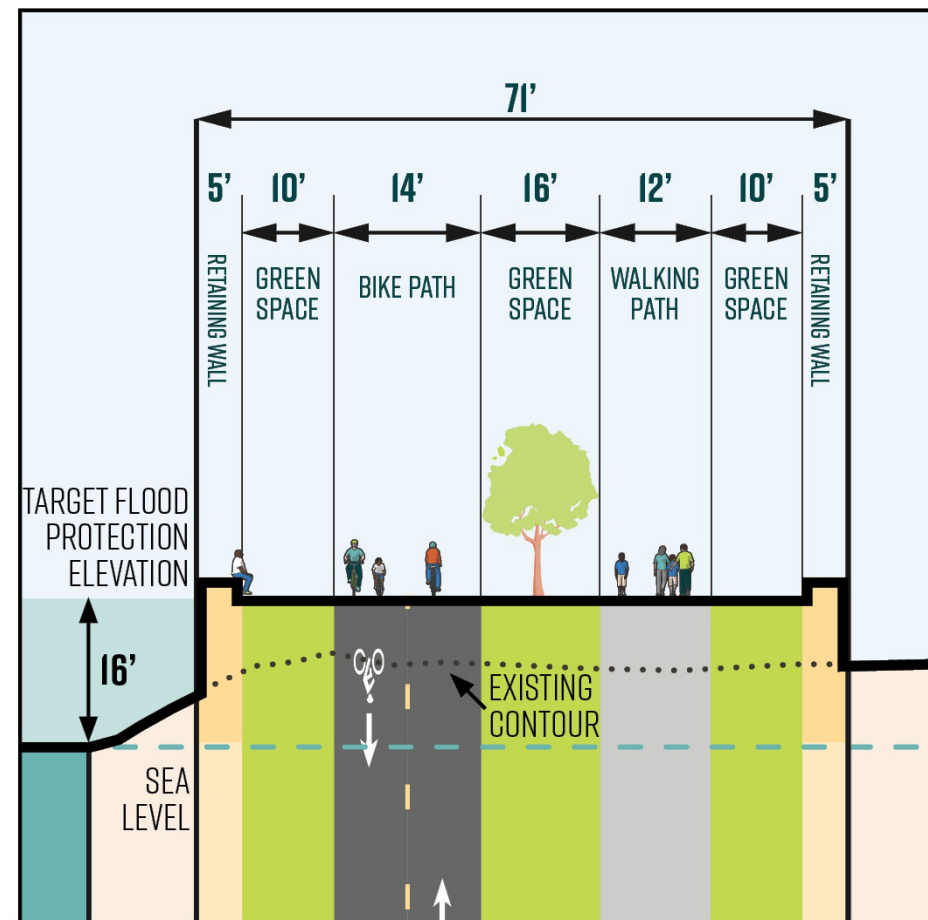 71’
5’ 10’ 14’ 16’ 12’ 10’ 5’
RETAINING WALL
GREEN
SPACE
BIKE PATH
GREEN
SPACE
WALKING
PATH
GREEN
SPACE
RETAINING WALL
TARGET FLOOD
PROTECTION
ELEVATION
16’
EXISTING
CONTOUR
SEA
LEVEL